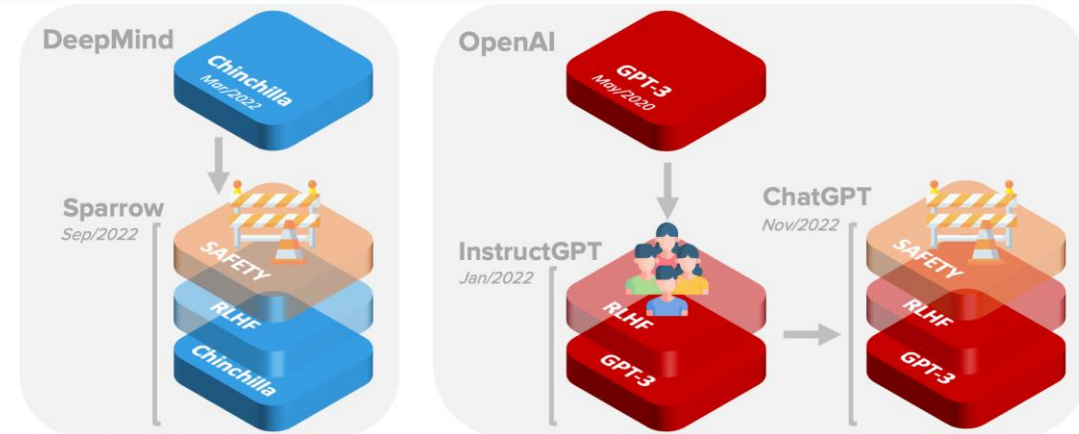 DeepMind
Chinchilla
Mar/2022
Sparrow
Sep/2022
SAFETY
RLHF
Chinchilla
OpenAI
GPT-3
May/2020
InstructGPT
Jan/2022
RLHF
GPT-3
ChatGPT
Nov/2022
SAFETY
RLHF
GPT-3